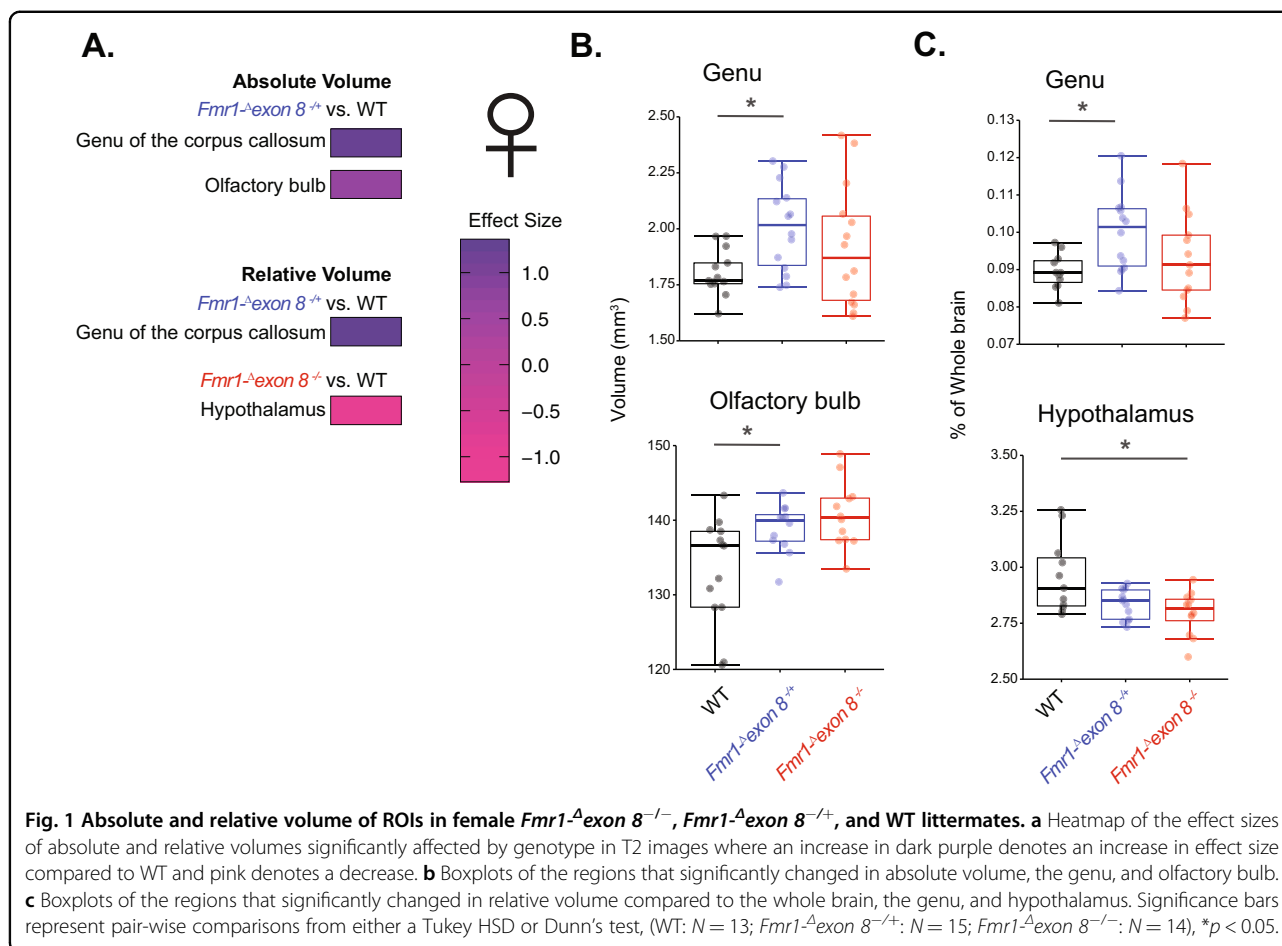 A.
Absolute Volume
Fmr1-Δexon 8-/+ vs. WT
Genu of the corpus callosum
Olfactory bulb
Relative Volume
Fmr1-Δexon 8-/+ vs. WT
Genu of the corpus callosum
Fmr1-Δexon 8-/- vs. WT
Hypothalamus
♀
Effect Size
1.0
0.5
0.0
−0.5
−1.0
B.
Genu
*
2.50
2.25
2.00
1.75
1.50
Volume (mm³)
Olfactory bulb
*
150
140
130
120
WT
Fmr1-Δexon 8-/+
Fmr1-Δexon 8-/-
C.
Genu
*
0.13
0.12
0.11
0.10
0.09
0.08
0.07
% of Whole brain
Hypothalamus
*
3.50
3.25
3.00
2.75
2.50
WT
Fmr1-Δexon 8-/+
Fmr1-Δexon 8-/-
Fig. 1 Absolute and relative volume of ROIs in female Fmr1-Δexon 8−/−, Fmr1-Δexon 8−/+, and WT littermates. a Heatmap of the effect sizes
of absolute and relative volumes significantly affected by genotype in T2 images where an increase in dark purple denotes an increase in effect size
compared to WT and pink denotes a decrease. b Boxplots of the regions that significantly changed in absolute volume, the genu, and olfactory bulb.
c Boxplots of the regions that significantly changed in relative volume compared to the whole brain, the genu, and hypothalamus. Significance bars
represent pair-wise comparisons from either a Tukey HSD or Dunn's test, (WT: N = 13; Fmr1-Δexon 8−/+: N = 15; Fmr1-Δexon 8−/−: N = 14), *p < 0.05.